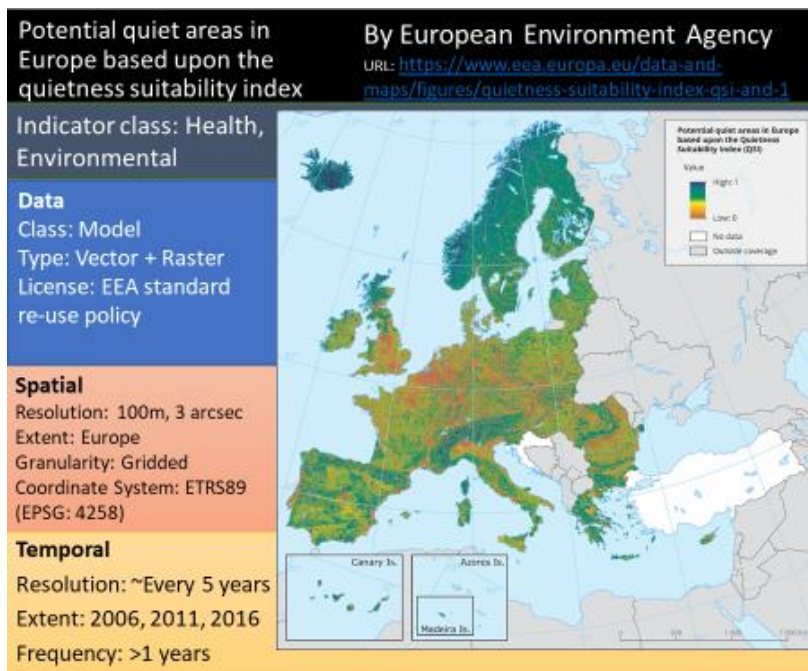 Potential quiet areas in
Europe based upon the
quietness suitability index
By European Environment Agency
URL: https://www.eea.europa.eu/data-and-
maps/figures/quietness-suitability-index-qsi-and-1
Indicator class: Health,
Environmental
Data
Class: Model
Type: Vector + Raster
License: EEA standard
re-use policy
Spatial
Resolution: 100m, 3 arcsec
Extent: Europe
Granularity: Gridded
Coordinate System: ETRS89
(EPSG: 4258)
Temporal
Resolution: ~Every 5 years
Extent: 2006, 2011, 2016
Frequency: >1 years
Potential quiet areas in Europe
based upon the Quietness
Suitability Index (QSI)
Value
High: 1
Low: 0
No data
Outside coverage
Canary Is.
Azores Is.
Madeira Is.